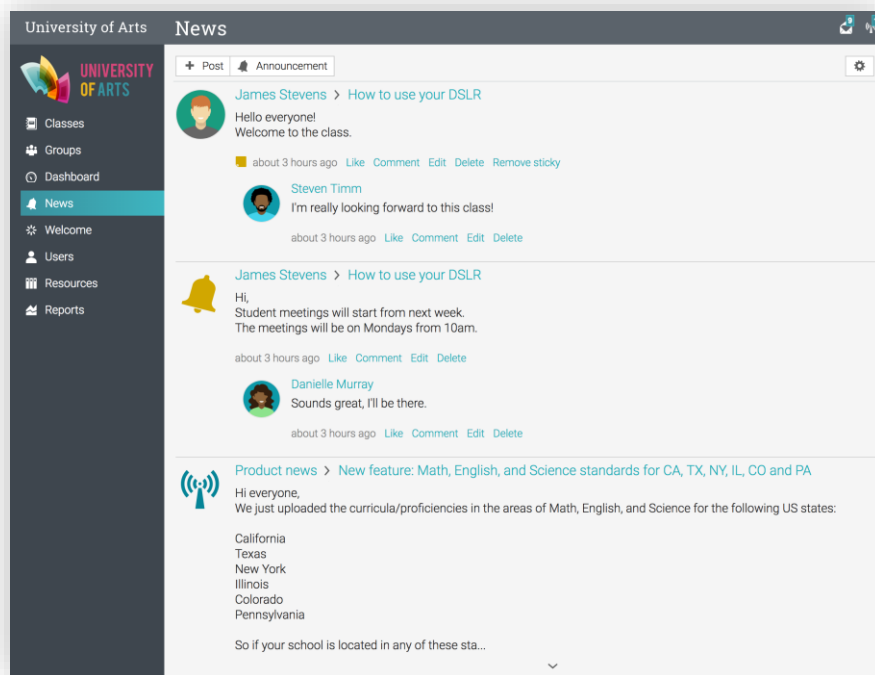 University of Arts
News
9
UNIVERSITY
OF ARTS
Classes
Groups
Dashboard
News
Welcome
Users
Resources
Reports
+ Post
Announcement
James Stevens > How to use your DSLR
Hello everyone!
Welcome to the class.
about 3 hours ago Like Comment Edit Delete Remove sticky
Steven Timm
I'm really looking forward to this class!
about 3 hours ago Like Comment Edit Delete
James Stevens > How to use your DSLR
Hi,
Student meetings will start from next week.
The meetings will be on Mondays from 10am.
about 3 hours ago Like Comment Edit Delete
Danielle Murray
Sounds great, I'll be there.
about 3 hours ago Like Comment Edit Delete
Product news > New feature: Math, English, and Science standards for CA, TX, NY, IL, CO and PA
Hi everyone,
We just uploaded the curricula/proficiencies in the areas of Math, English, and Science for the following US states:
California
Texas
New York
Illinois
Colorado
Pennsylvania
So if your school is located in any of these sta...